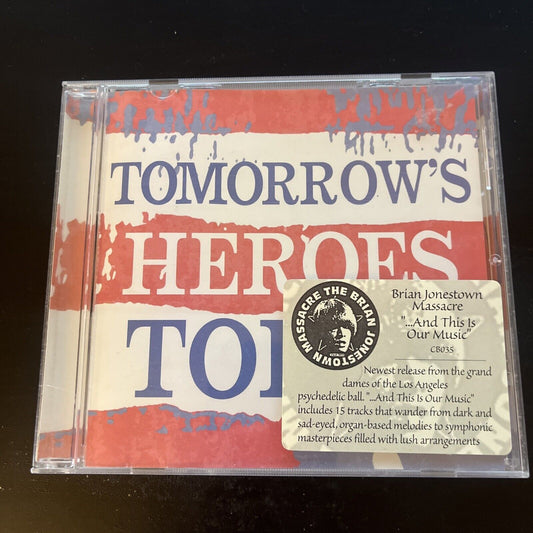 TOMORROW'S
HEROES
TO
THE BRIAN JONESTOWN MASSACRE
Brian Jonestown
Massacre
"...And This Is
Our Music"
CB035
Newest release from the grand
dames of the Los Angeles
psychedelic ball. "...And This Is Our Music"
includes 15 tracks that wander from dark and
sad-eyed, organ-based melodies to symphonic
masterpieces filled with lush arrangements